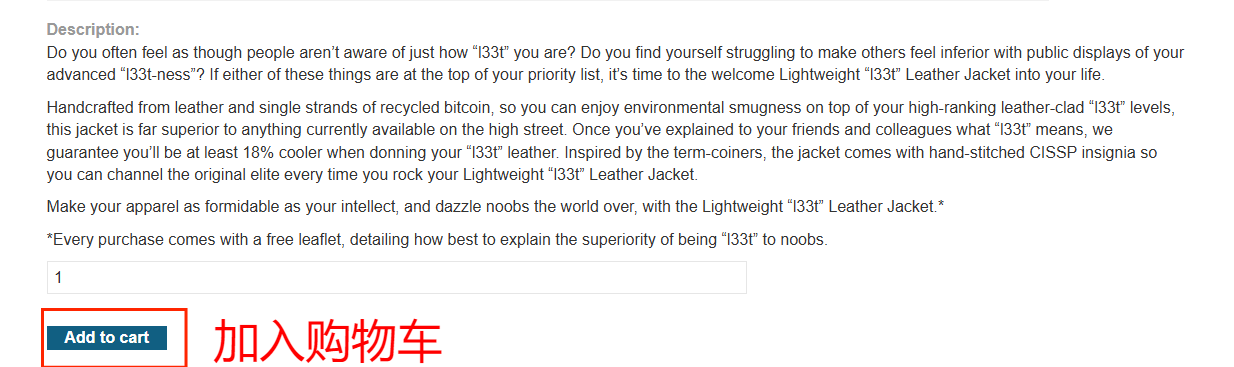 Description:
Do you often feel as though people aren’t aware of just how “l33t” you are? Do you find yourself struggling to make others feel inferior with public displays of your
advanced “l33t-ness”? If either of these things are at the top of your priority list, it’s time to the welcome Lightweight “l33t” Leather Jacket into your life.
Handcrafted from leather and single strands of recycled bitcoin, so you can enjoy environmental smugness on top of your high-ranking leather-clad “l33t” levels,
this jacket is far superior to anything currently available on the high street. Once you’ve explained to your friends and colleagues what “l33t” means, we
guarantee you’ll be at least 18% cooler when donning your “l33t” leather. Inspired by the term-coiners, the jacket comes with hand-stitched CISSP insignia so
you can channel the original elite every time you rock your Lightweight “l33t” Leather Jacket.
Make your apparel as formidable as your intellect, and dazzle noobs the world over, with the Lightweight “l33t” Leather Jacket.*
*Every purchase comes with a free leaflet, detailing how best to explain the superiority of being “l33t” to noobs.
1
Add to cart 加入购物车